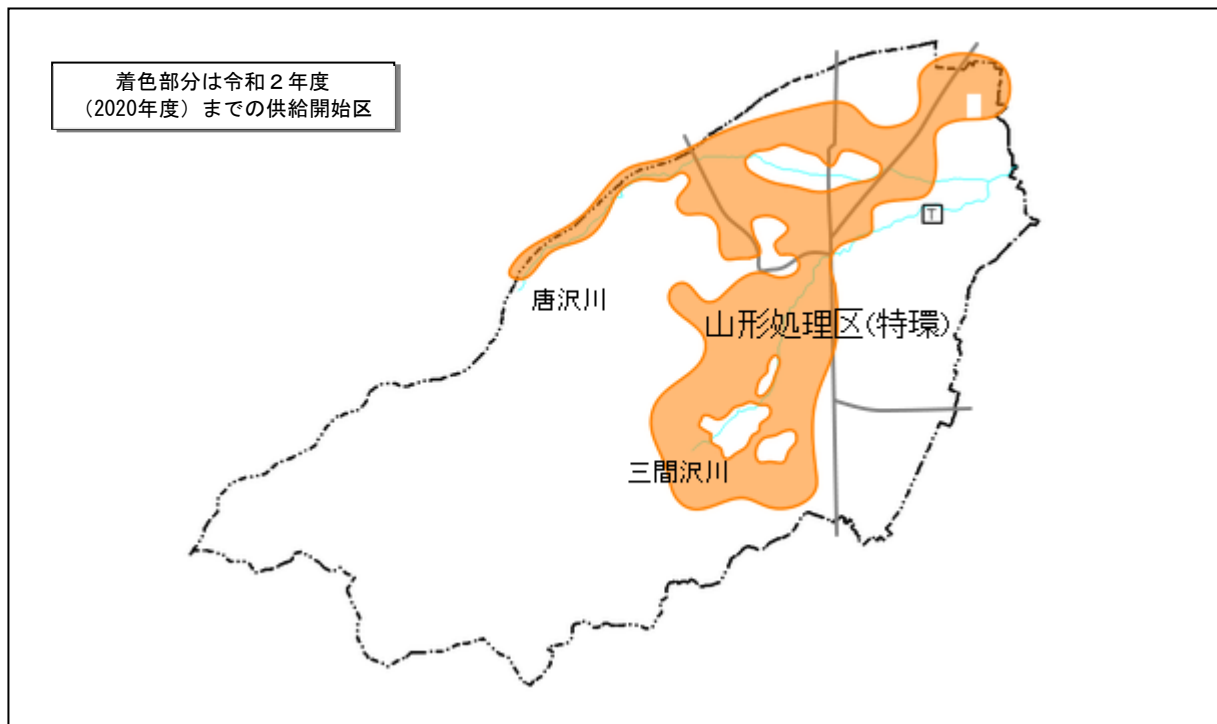 着色部分は令和２年度
（2020年度）までの供給開始区
T
唐沢川
山形処理区(特環)
三間沢川